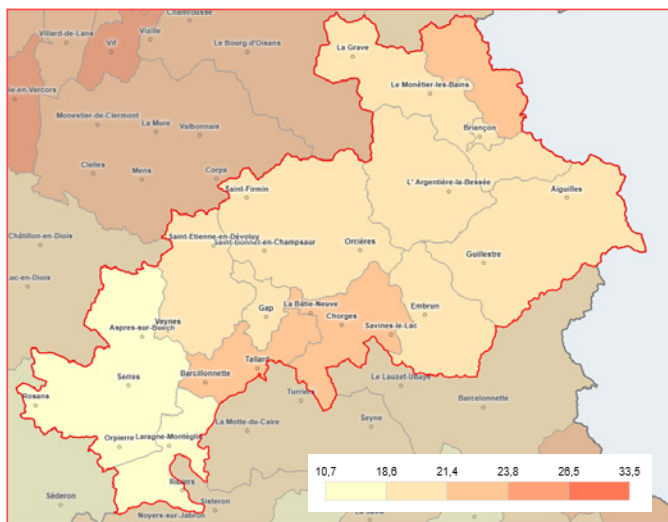 Chamrousse
Villard-de-Lans
Vizille
Vif
Le Bourg-d'Oisans
La Grave
Le Monêtier-les-Bains
lle-en-Vercors
Monestier-de-Clermont
La Mure
Valbonnais
Briançon
Clelles
Mens
Corps
Saint-Firmin
L' Argentière-la-Bessée
Aiguilles
Châtillon-en-Diois
Saint-Etienne-en-Dévoluy
Saint-Bonnet-en-Champsaur
Orcières
Guillestre
Luc-en-Diois
La Bâtie-Neuve
Gap
Chorges
Embrun
Veynes
Aspres-sur-Buëch
Savines-le-Lac
Tallard
Barcillonnette
Serres
Le Lauzet-Ubaye
Rosans
Turriers
Barcelonnette
La Motte-du-Caire
Seyne
Orpierre
Laragne-Montéglin
Ribiers
Séderon
Sisteron
Noyers-sur-Jabron
10,7 18,6 21,4 23,8 26,5 33,5